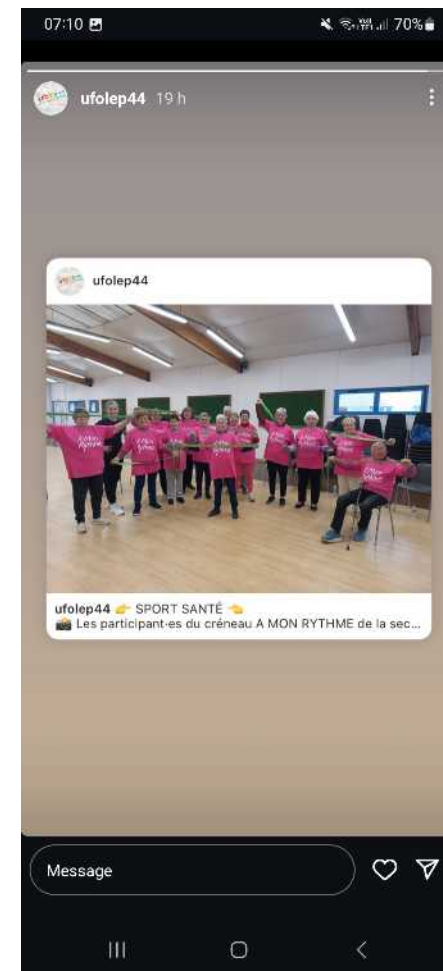 07:10
70%
ufolep44 19 h
ufolep44
ufolep44 👉 SPORT SANTÉ 👈
📸 Les participant·es du créneau A MON RYTHME de la sec...
Message